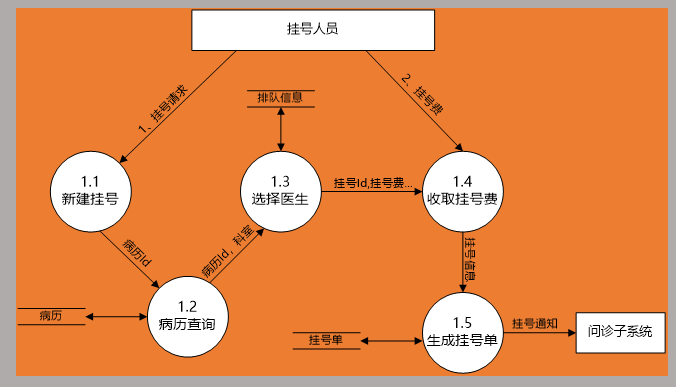 挂号人员
1、挂号请求
2、挂号费
排队信息
1.1
新建挂号
1.3
选择医生
挂号Id,挂号费...
1.4
收取挂号费
病历Id
病历Id，科室
挂号信息
病历
1.2
病历查询
挂号单
1.5
生成挂号单
挂号通知
问诊子系统